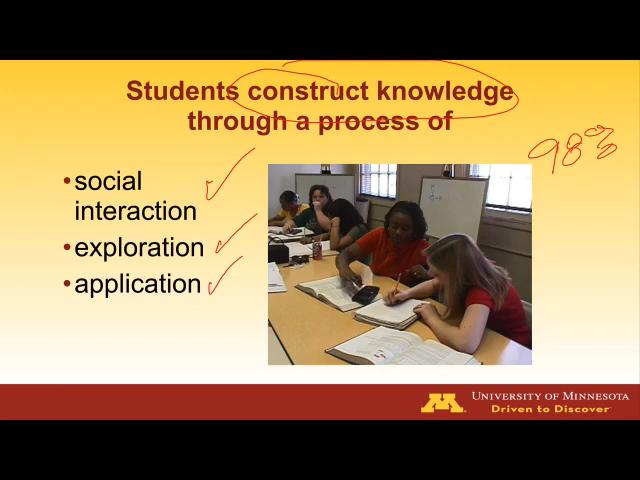 Students construct knowledge
through a process of
98%
•social
interaction
•exploration
•application
M
UNIVERSITY OF MINNESOTA
Driven to Discover